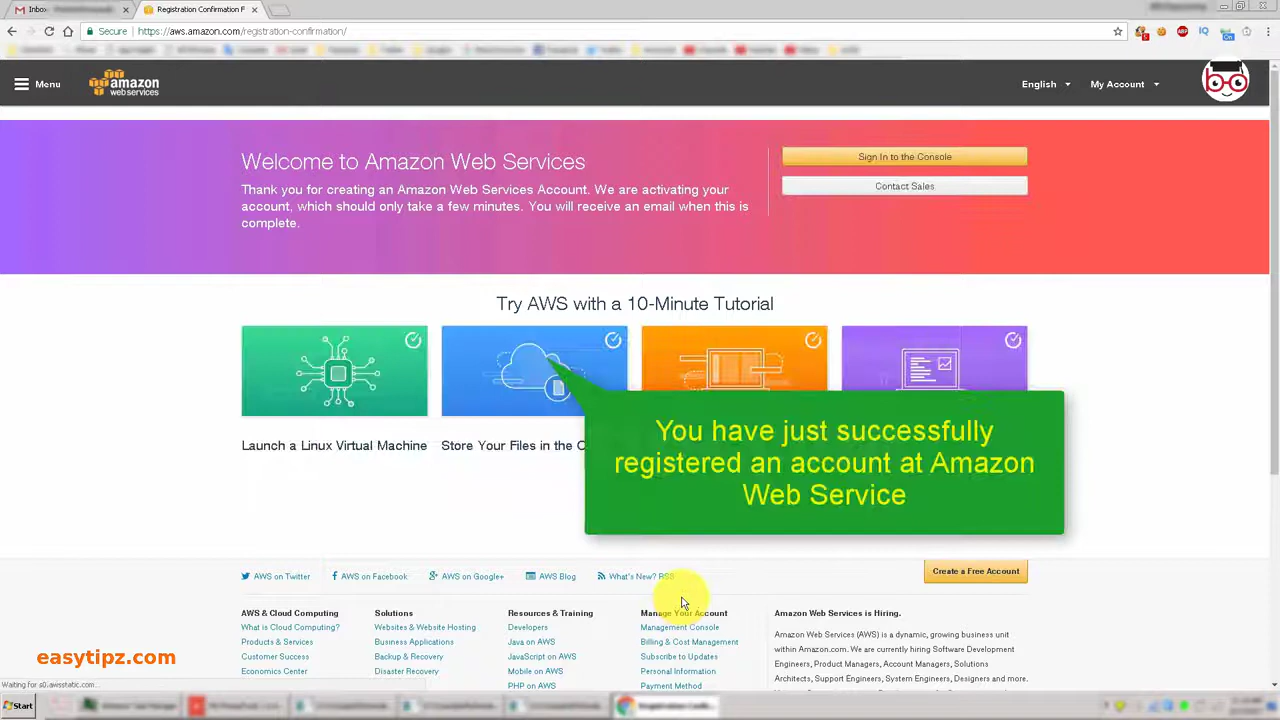 Inbox
Registration Confirmation F
Secure
https://aws.amazon.com/registration-confirmation/
Menu
amazon
web services
English
My Account
Welcome to Amazon Web Services
Thank you for creating an Amazon Web Services Account. We are activating your
account, which should only take a few minutes. You will receive an email when this is
complete.
Sign In to the Console
Contact Sales
Try AWS with a 10-Minute Tutorial
Launch a Linux Virtual Machine
Store Your Files in the
You have just successfully
registered an account at Amazon
Web Service
AWS on Twitter
AWS on Facebook
AWS on Google+
AWS Blog
What's New? RSS
Create a Free Account
AWS & Cloud Computing
What is Cloud Computing?
Products & Services
Customer Success
Economics Center
Solutions
Websites & Website Hosting
Business Applications
Backup & Recovery
Disaster Recovery
Resources & Training
Developers
Java on AWS
JavaScript on AWS
Mobile on AWS
PHP on AWS
Manage Your Account
Management Console
Billing & Cost Management
Subscribe to Updates
Personal Information
Payment Method
Amazon Web Services is Hiring.
Amazon Web Services (AWS) is a dynamic, growing business unit
within Amazon.com. We are currently hiring Software Development
Engineers, Product Managers, Account Managers, Solutions
Architects, Support Engineers, System Engineers, Designers and more.
easytipz.com
Waiting for s0.awsstatic.com...
Start